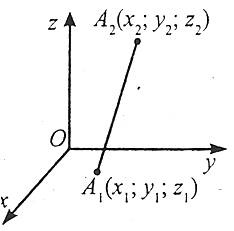 A₂(x₂; y₂; z₂)
z
O
y
A₁(x₁; y₁; z₁)
x